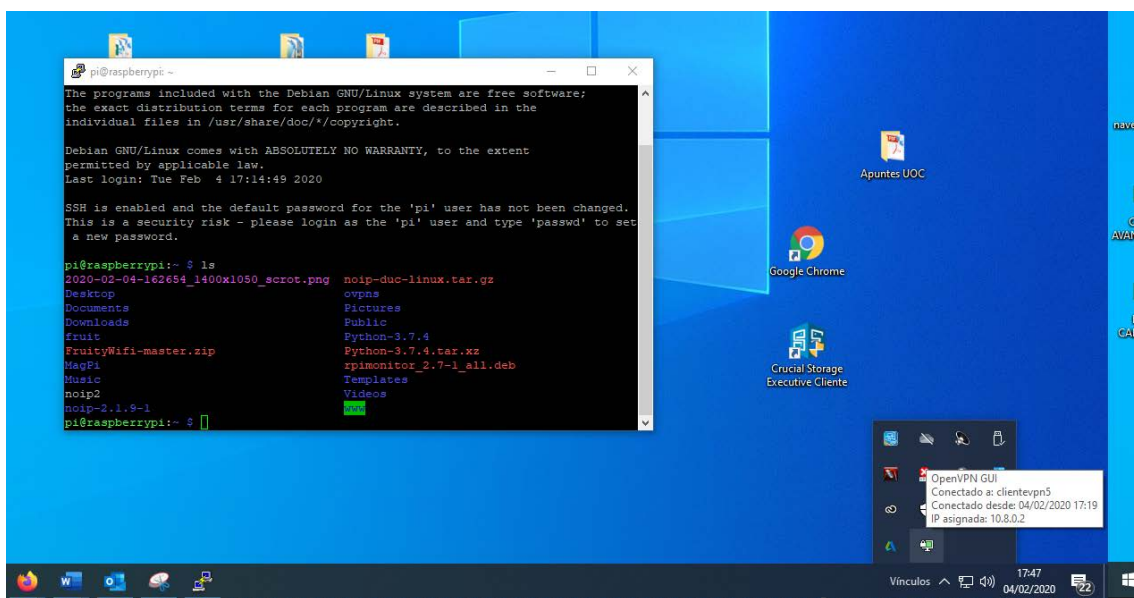 pi@raspberrypi: ~
The programs included with the Debian GNU/Linux system are free software;
the exact distribution terms for each program are described in the
individual files in /usr/share/doc/*/copyright.
Debian GNU/Linux comes with ABSOLUTELY NO WARRANTY, to the extent
permitted by applicable law.
Last login: Tue Feb  4 17:14:49 2020
SSH is enabled and the default password for the 'pi' user has not been changed.
This is a security risk - please login as the 'pi' user and type 'passwd' to set
 a new password.
pi@raspberrypi:~ $ ls
2020-02-04-162654_1400x1050_scrot.png  noip-duc-linux.tar.gz
Desktop                                ovpns
Documents                              Pictures
Downloads                              Public
fruit                                  Python-3.7.4
FruityWifi-master.zip                  Python-3.7.4.tar.xz
MagPi                                  rpimonitor_2.7-1_all.deb
Music                                  Templates
noip2                                  Videos
noip-2.1.9-1                           www
pi@raspberrypi:~ $
Apuntes UOC
Google Chrome
Crucial Storage
Executive Cliente
OpenVPN GUI
Conectado a: clientevpn5
Conectado desde: 04/02/2020 17:19
IP asignada: 10.8.0.2
Vínculos
17:47
04/02/2020
22